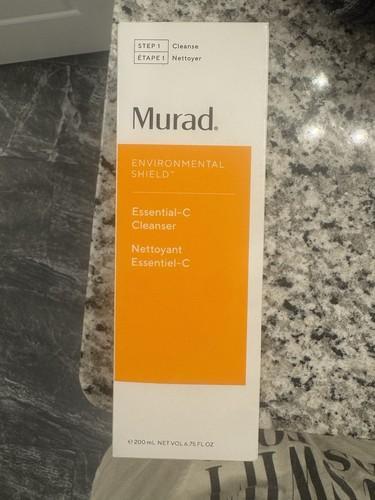 STEP 1 Cleanse
ÉTAPE 1 Nettoyer
Murad.
ENVIRONMENTAL
SHIELD™
Essential-C
Cleanser
Nettoyant
Essentiel-C
℮ 200 mL NET VOL 6.75 FL OZ